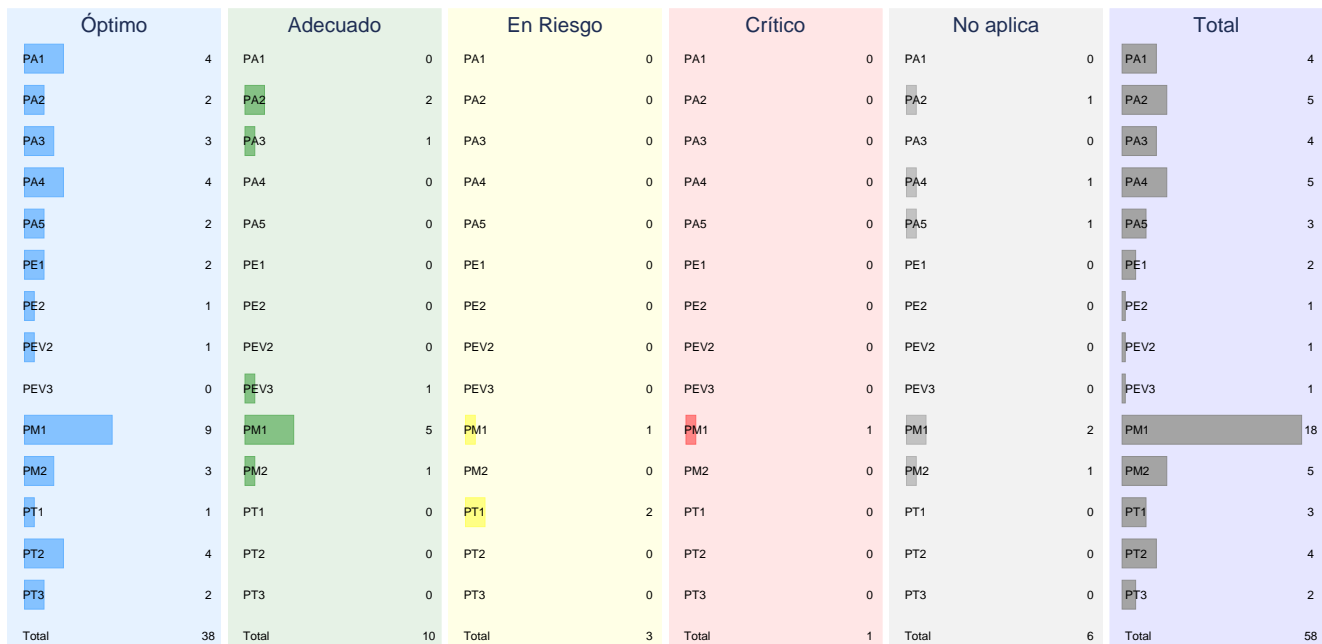 Óptimo Adecuado En Riesgo Crítico No aplica Total
PA1 4 PA1 0 PA1 0 PA1 0 PA1 0 PA1 4
PA2 2 PA2 2 PA2 0 PA2 0 PA2 1 PA2 5
PA3 3 PA3 1 PA3 0 PA3 0 PA3 0 PA3 4
PA4 4 PA4 0 PA4 0 PA4 0 PA4 1 PA4 5
PA5 2 PA5 0 PA5 0 PA5 0 PA5 1 PA5 3
PE1 2 PE1 0 PE1 0 PE1 0 PE1 0 PE1 2
PE2 1 PE2 0 PE2 0 PE2 0 PE2 0 PE2 1
PEV2 1 PEV2 0 PEV2 0 PEV2 0 PEV2 0 PEV2 1
PEV3 0 PEV3 1 PEV3 0 PEV3 0 PEV3 0 PEV3 1
PM1 9 PM1 5 PM1 1 PM1 1 PM1 2 PM1 18
PM2 3 PM2 1 PM2 0 PM2 0 PM2 1 PM2 5
PT1 1 PT1 0 PT1 2 PT1 0 PT1 0 PT1 3
PT2 4 PT2 0 PT2 0 PT2 0 PT2 0 PT2 4
PT3 2 PT3 0 PT3 0 PT3 0 PT3 0 PT3 2
Total 38 Total 10 Total 3 Total 1 Total 6 Total 58